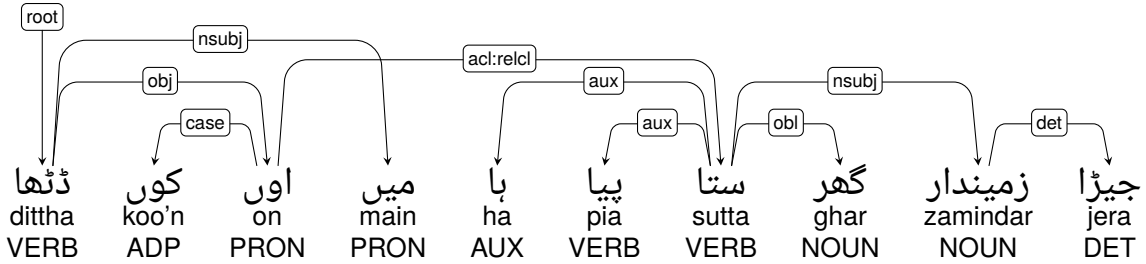 root
nsubj
acl:relcl
obj aux nsubj
case aux obl det
جیڑا زمیندار گھر ستا پیا ہا میں اوں کوں ڈٹھا
dittha koo'n on main ha pia sutta ghar zamindar jera
VERB ADP PRON PRON AUX VERB VERB NOUN NOUN DET